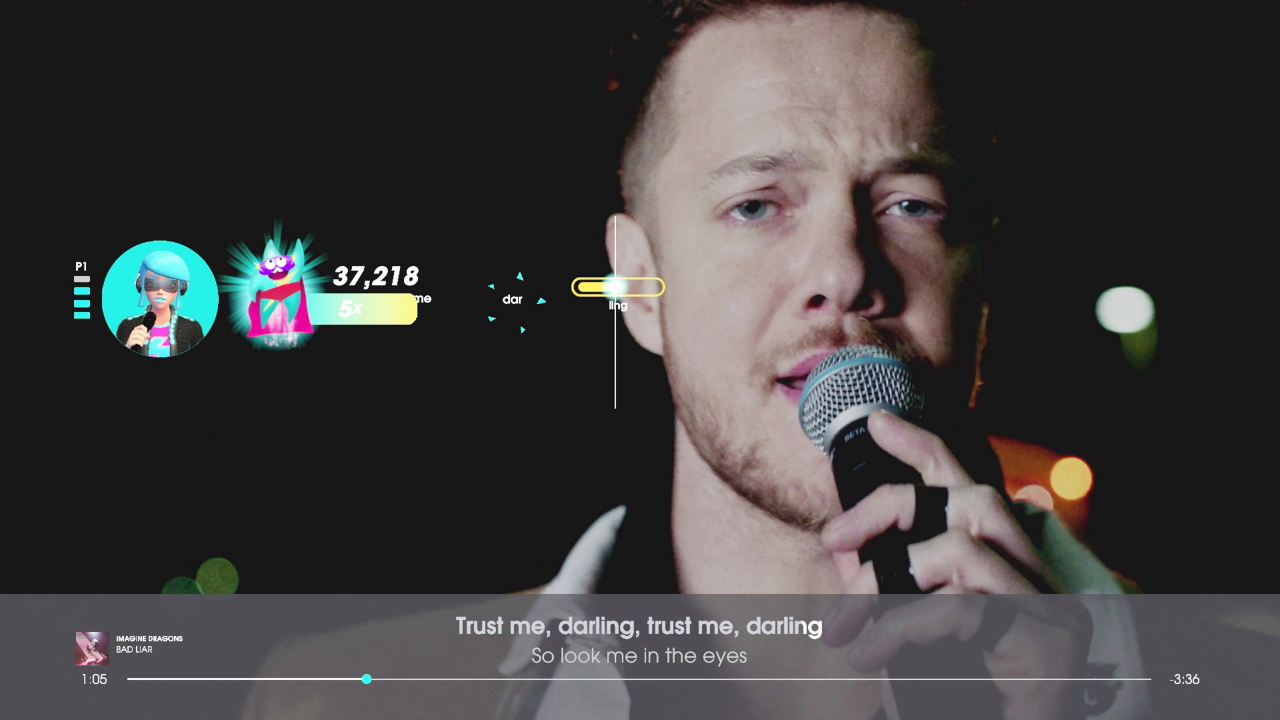 P1
37,218
5x
me
dar
ling
BETA
Trust me, darling, trust me, darling
So look me in the eyes
IMAGINE DRAGONS
BAD LIAR
1:05
-3:36